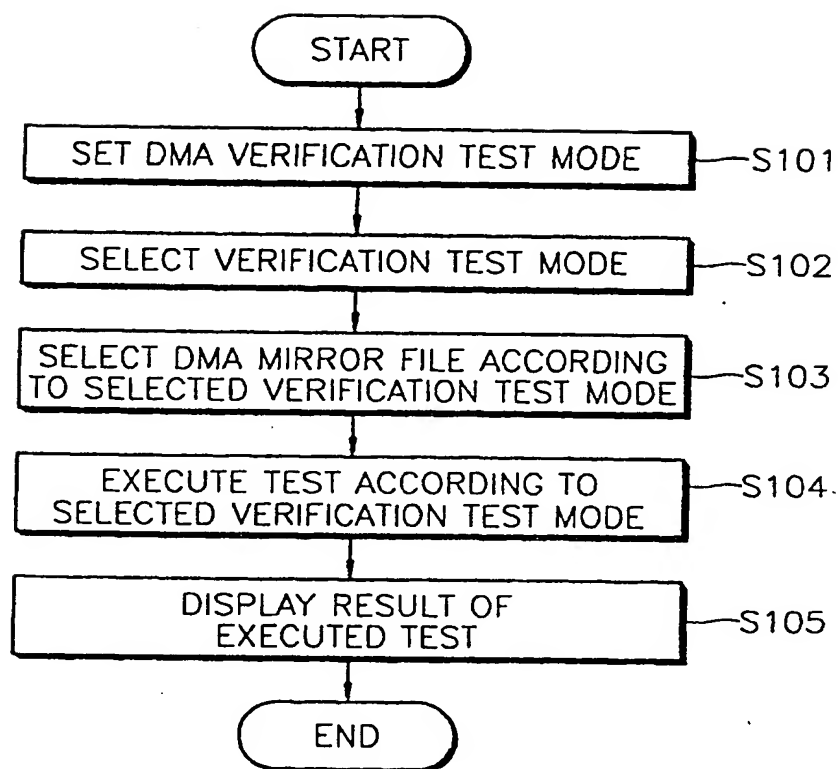 START
SET DMA VERIFICATION TEST MODE
S101
SELECT VERIFICATION TEST MODE
S102
SELECT DMA MIRROR FILE ACCORDING
TO SELECTED VERIFICATION TEST MODE
S103
EXECUTE TEST ACCORDING TO
SELECTED VERIFICATION TEST MODE
S104
DISPLAY RESULT OF
EXECUTED TEST
S105
END